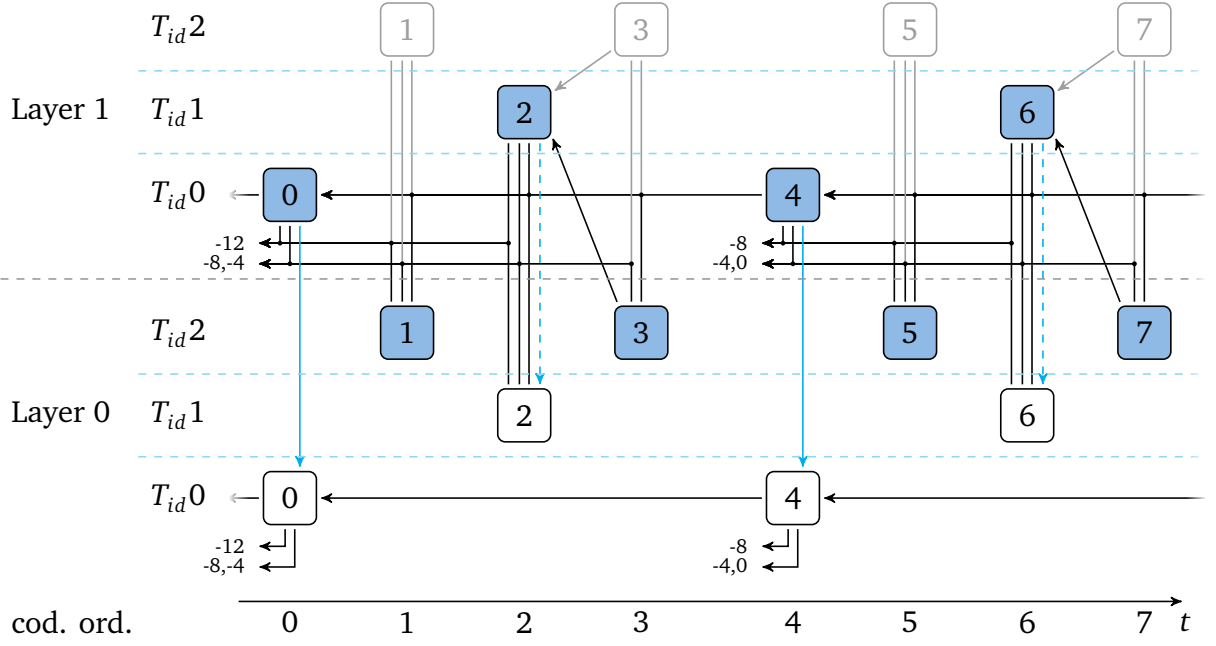 T_id2 1 3 5 7
Layer 1 T_id1 2 6
T_id0 0 4
-12 -8
-8,-4 -4,0
T_id2 1 3 5 7
Layer 0 T_id1 2 6
T_id0 0 4
-12 -8
-8,-4 -4,0
cod. ord. 0 1 2 3 4 5 6 7 t